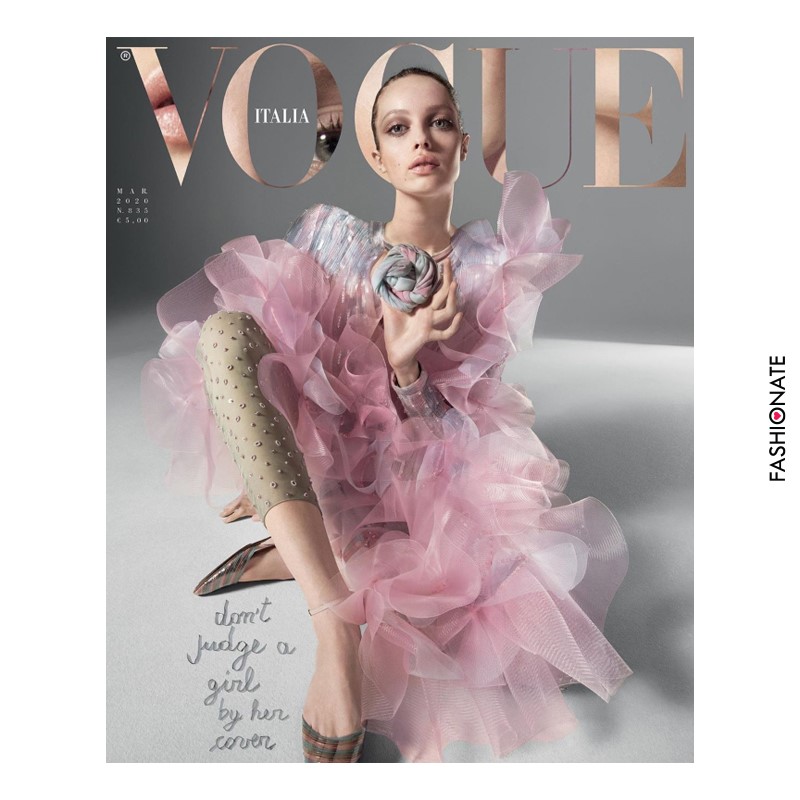 VOGUE
®
ITALIA
MAR.
2020
N. 835
€ 5,00
FASHIONATE
don't
judge a
girl
by her
cover